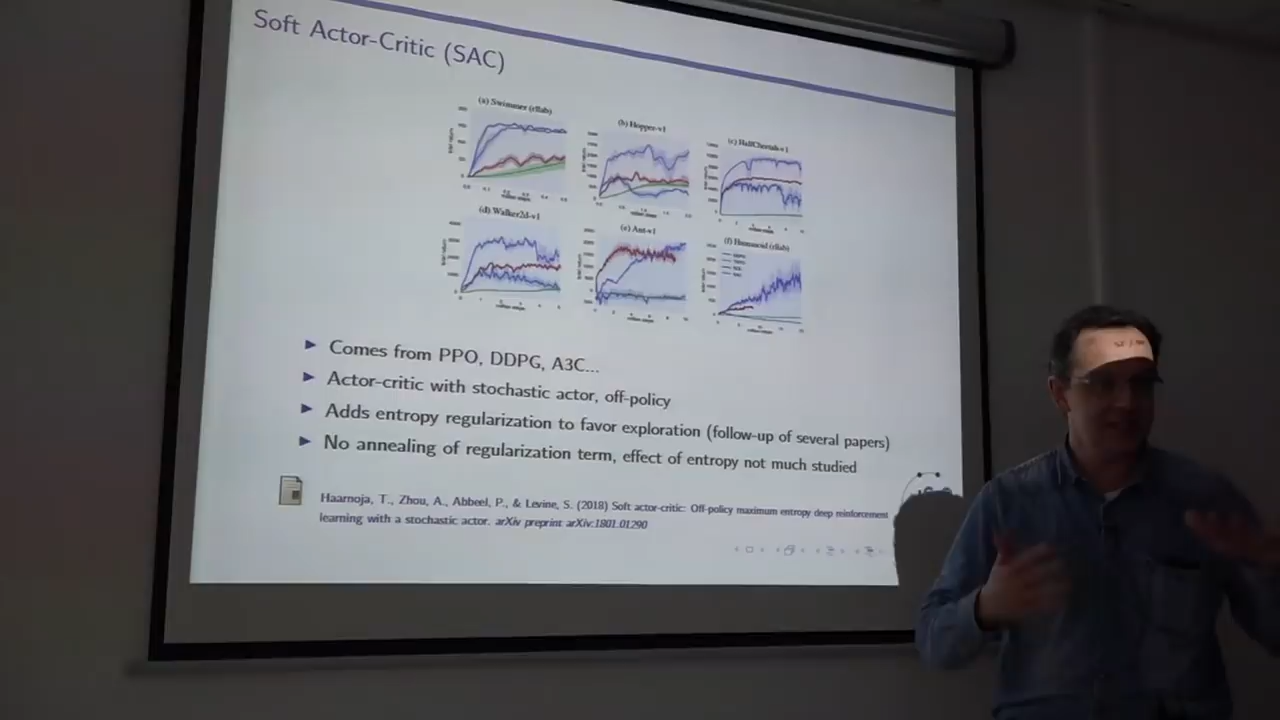 Soft Actor-Critic (SAC)
(a) Swimmer (rllab)
(b) Hopper-v1
(c) HalfCheetah-v1
(d) Walker2d-v1
(e) Ant-v1
(f) Humanoid (rllab)
Comes from PPO, DDPG, A3C...
Actor-critic with stochastic actor, off-policy
Adds entropy regularization to favor exploration (follow-up of several papers)
No annealing of regularization term, effect of entropy not much studied
Haarnoja, T., Zhou, A., Abbeel, P., & Levine, S. (2018) Soft actor-critic: Off-policy maximum entropy deep reinforcement
learning with a stochastic actor. arXiv preprint arXiv:1801.01290